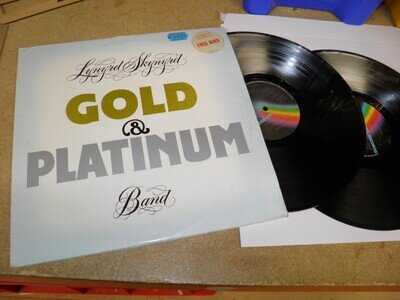 Lynyrd Skynyrd
FREE BIRD
GOLD
&
PLATINUM
Band